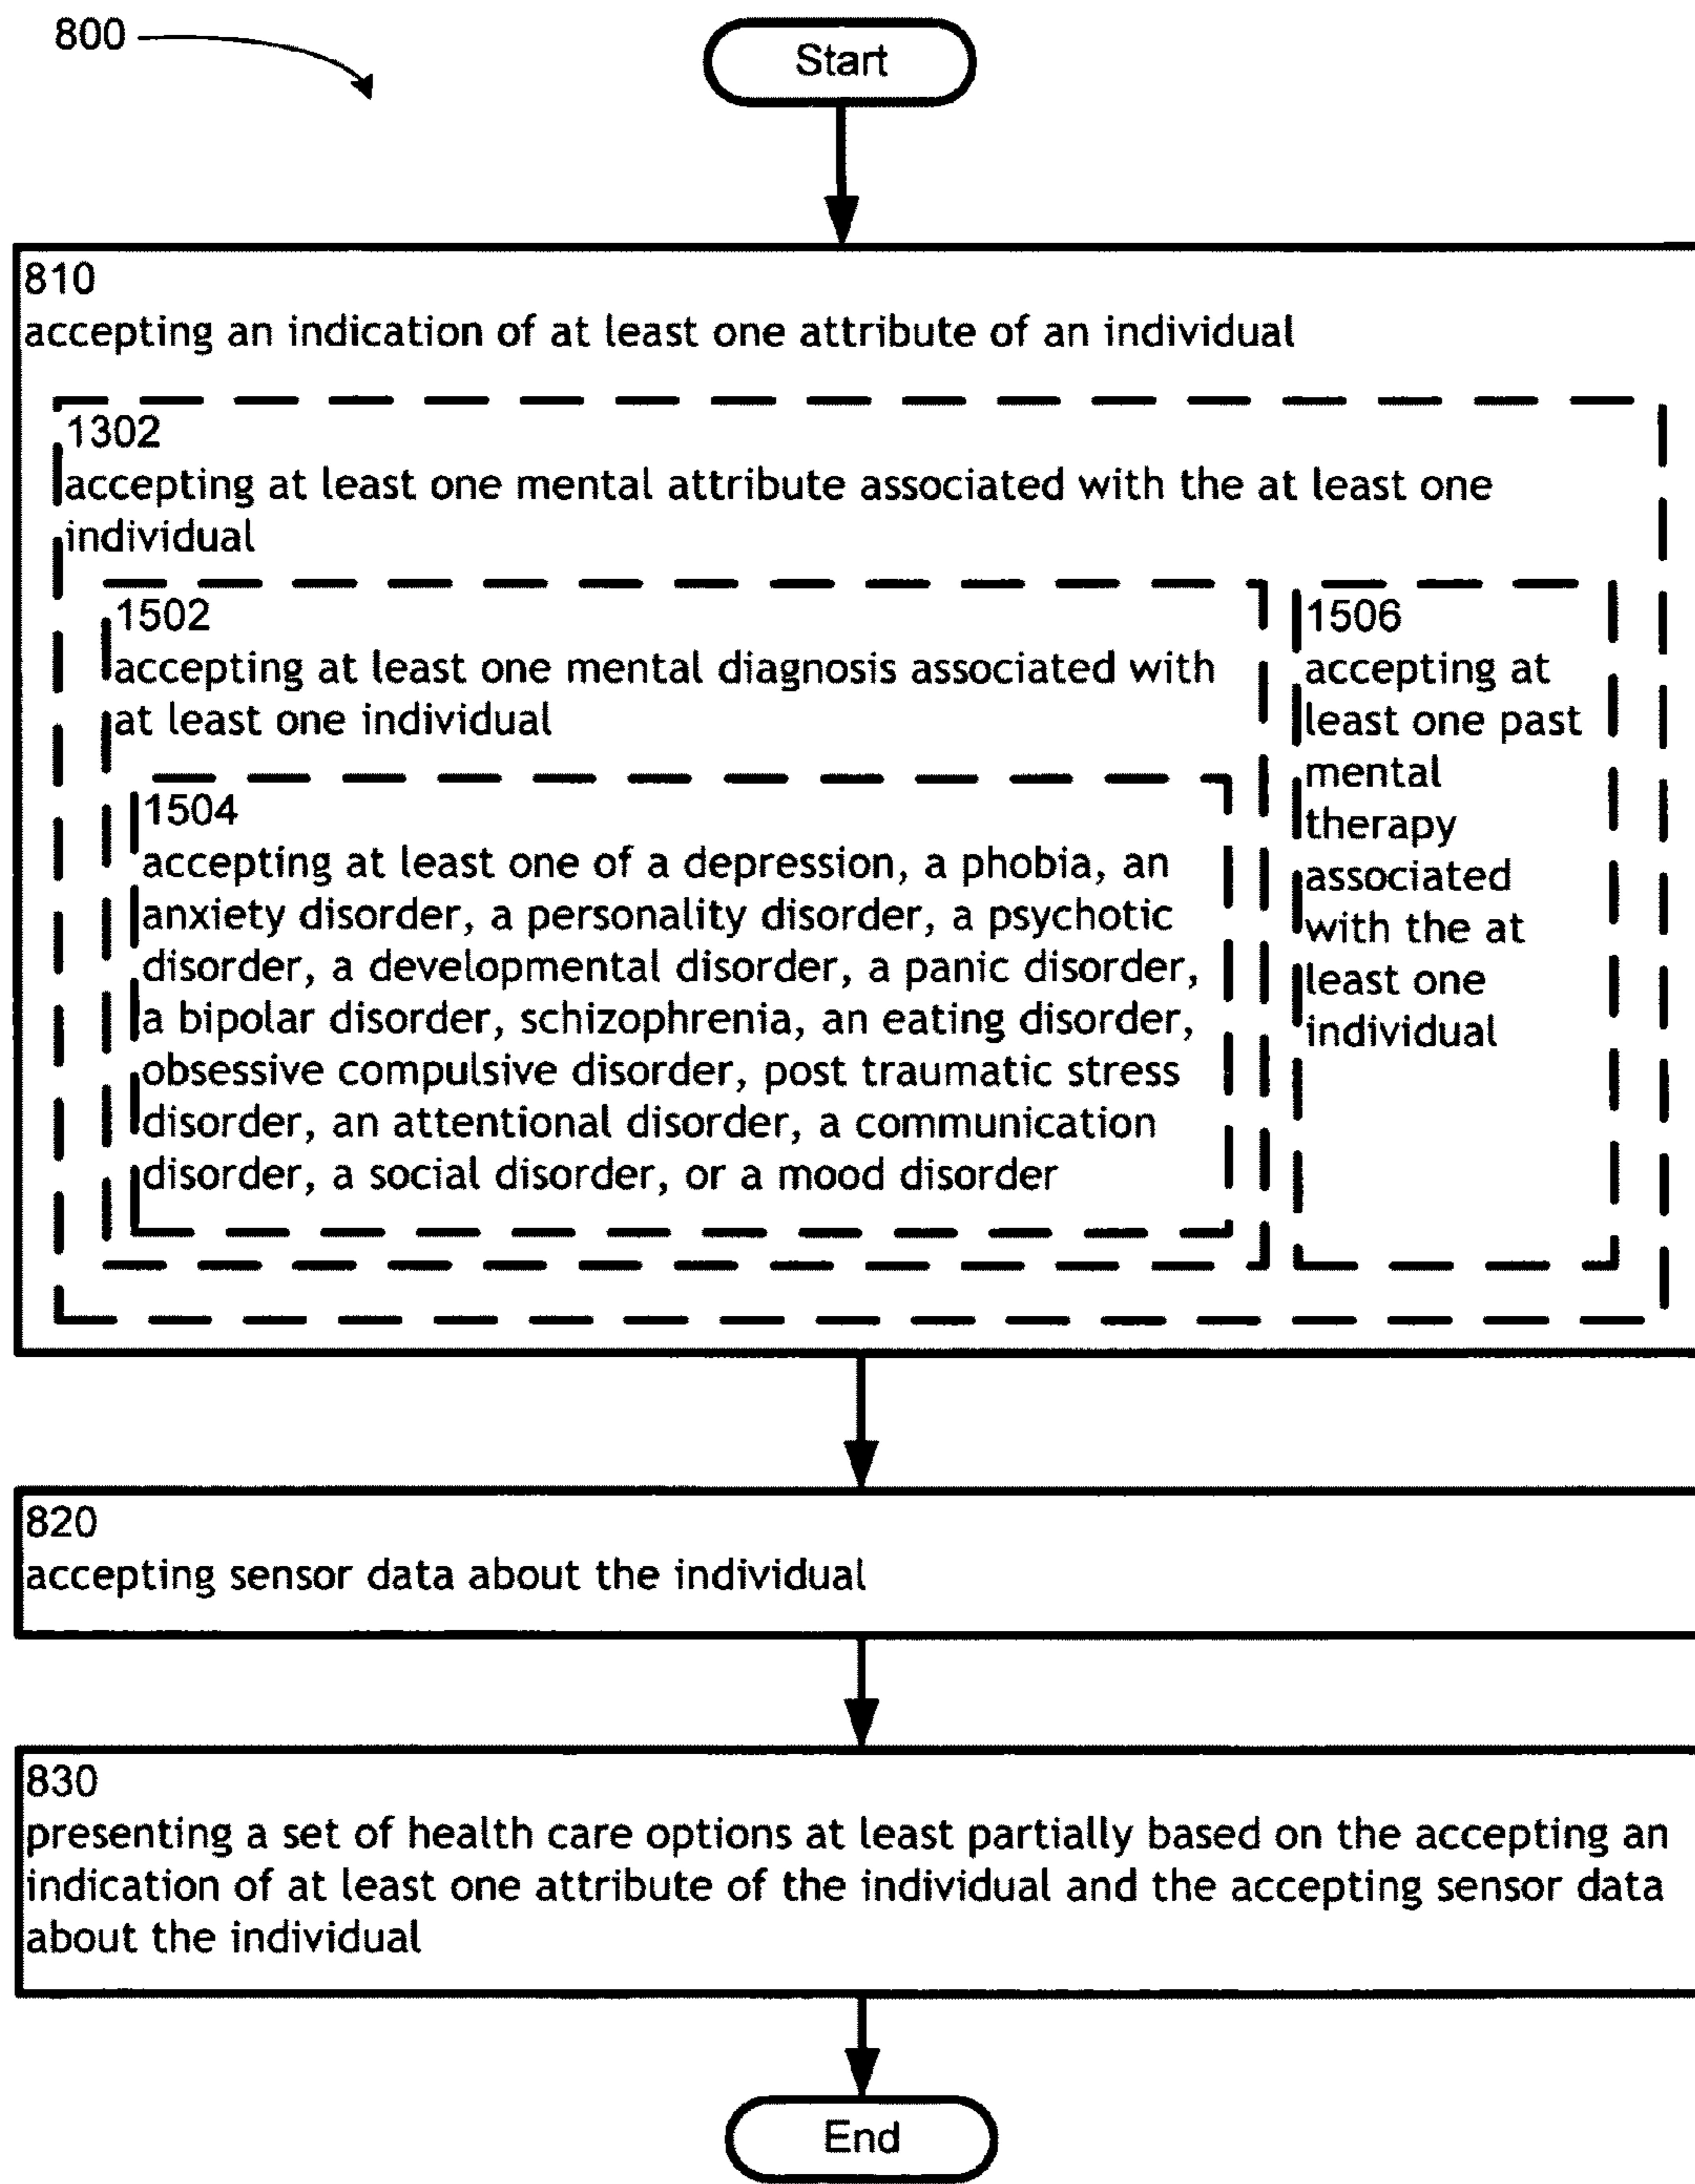 800
Start
810
accepting an indication of at least one attribute of an individual
1302
accepting at least one mental attribute associated with the at least one
individual
1502
accepting at least one mental diagnosis associated with
at least one individual
1504
accepting at least one of a depression, a phobia, an
anxiety disorder, a personality disorder, a psychotic
disorder, a developmental disorder, a panic disorder,
a bipolar disorder, schizophrenia, an eating disorder,
obsessive compulsive disorder, post traumatic stress
disorder, an attentional disorder, a communication
disorder, a social disorder, or a mood disorder
1506
accepting at
least one past
mental
therapy
associated
with the at
least one
individual
820
accepting sensor data about the individual
830
presenting a set of health care options at least partially based on the accepting an
indication of at least one attribute of the individual and the accepting sensor data
about the individual
End